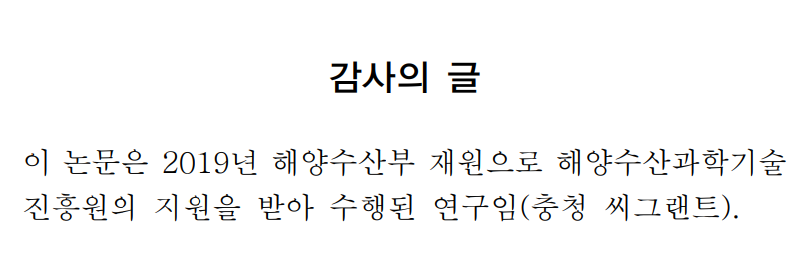 감사의 글
이 논문은 2019년 해양수산부 재원으로 해양수산과학기술
진흥원의 지원을 받아 수행된 연구임(충청 씨그랜트).